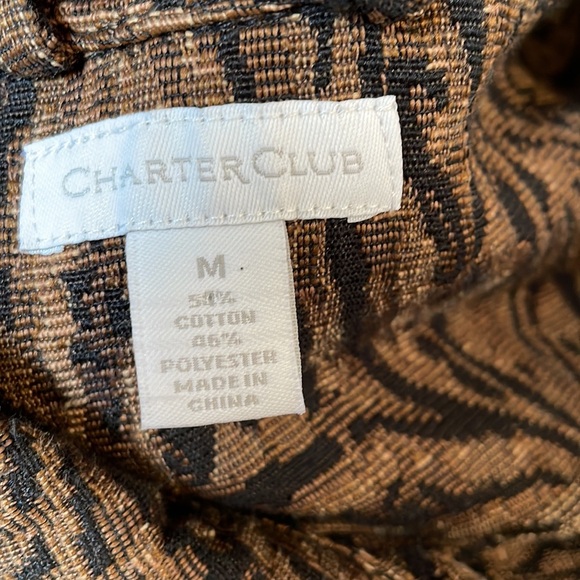 CHARTER CLUB
M
54%
COTTON
46%
POLYESTER
MADE IN
CHINA